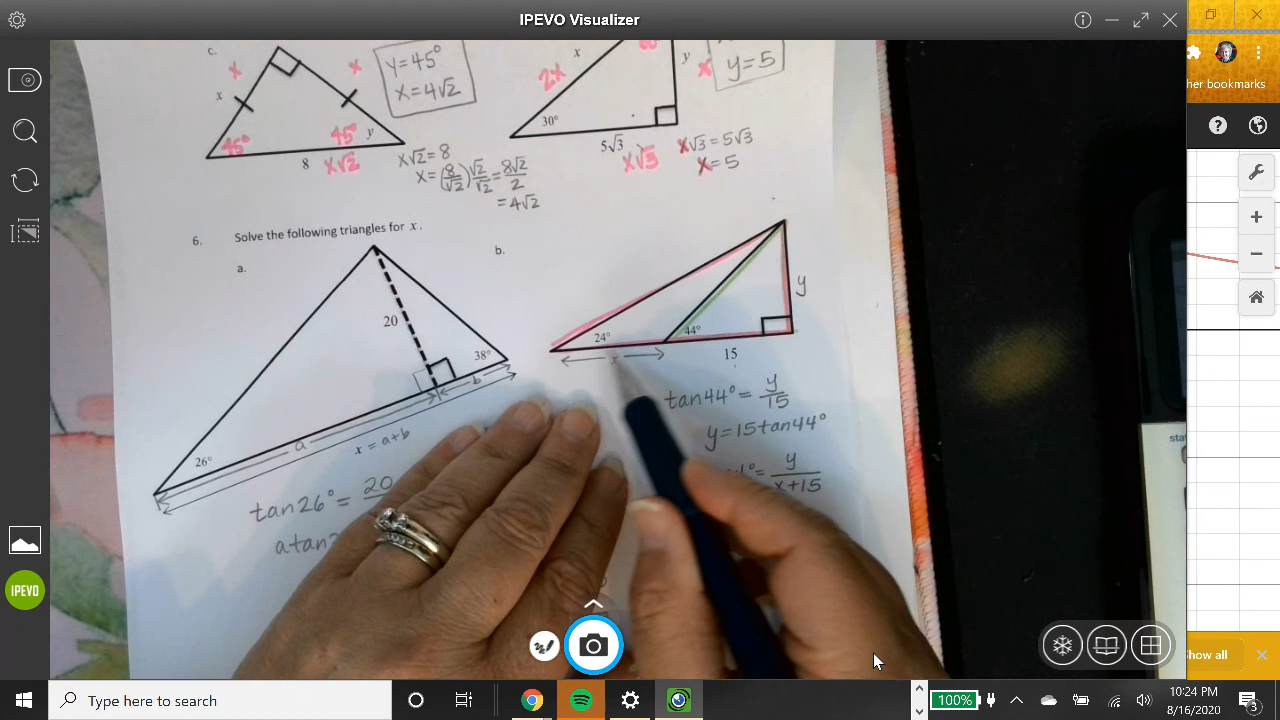 IPEVO Visualizer
her bookmarks
c.
x
x
x
45°
45°
y
8
x√2
y=45°
x=4√2
x√2=8
x=(8/√2)√2/√2=8√2/2
=4√2
x
2x
30°
60
y
x
5√3
x√3
y=5
x√3=5√3
x=5
6. Solve the following triangles for x.
a.
20
38°
26°
a
b
x = a+b
tan26°=20
b.
24°
44°
y
x
15
tan44°=y/15
y=15tan44°
°=y/x+15
IPEVO
Show all
Type here to search
100%
10:24 PM
8/16/2020
3